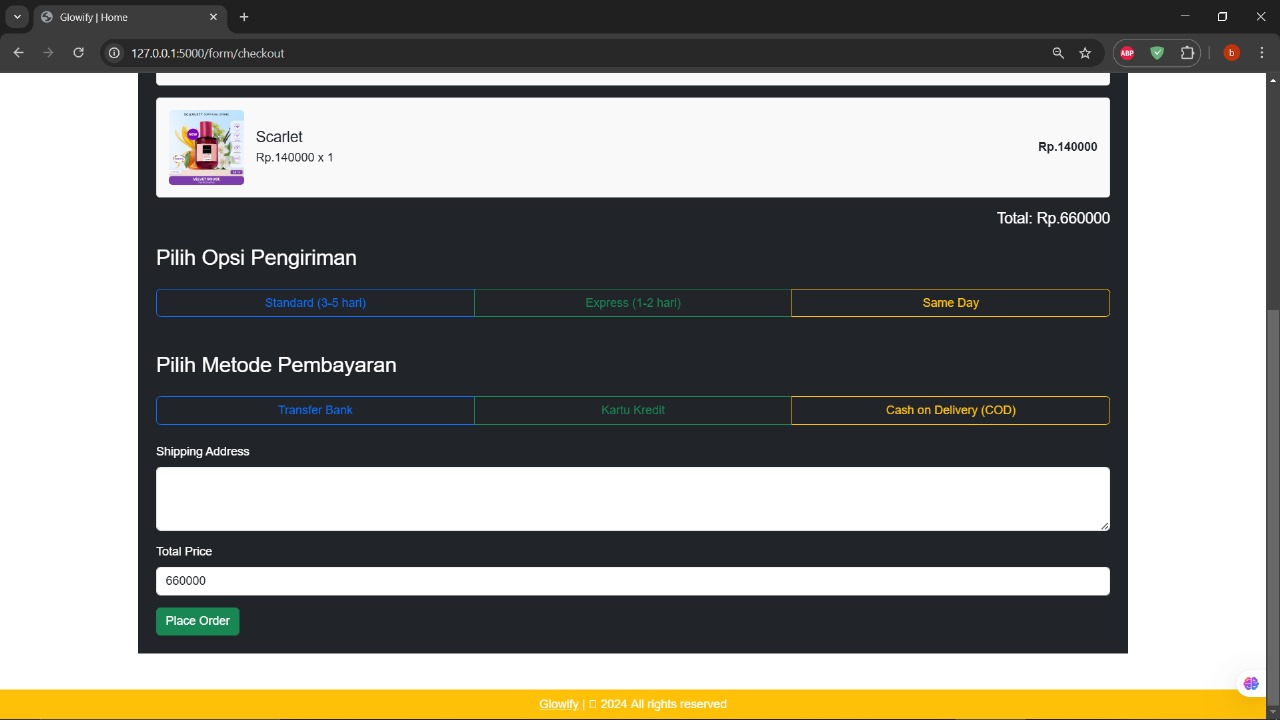 Glowify | Home
127.0.0.1:5000/form/checkout
ABP
b
Scarlet
Rp.140000 x 1
Rp.140000
Total: Rp.660000
Pilih Opsi Pengiriman
Standard (3-5 hari)
Express (1-2 hari)
Same Day
Pilih Metode Pembayaran
Transfer Bank
Kartu Kredit
Cash on Delivery (COD)
Shipping Address
Total Price
660000
Place Order
Glowify | 2024 All rights reserved